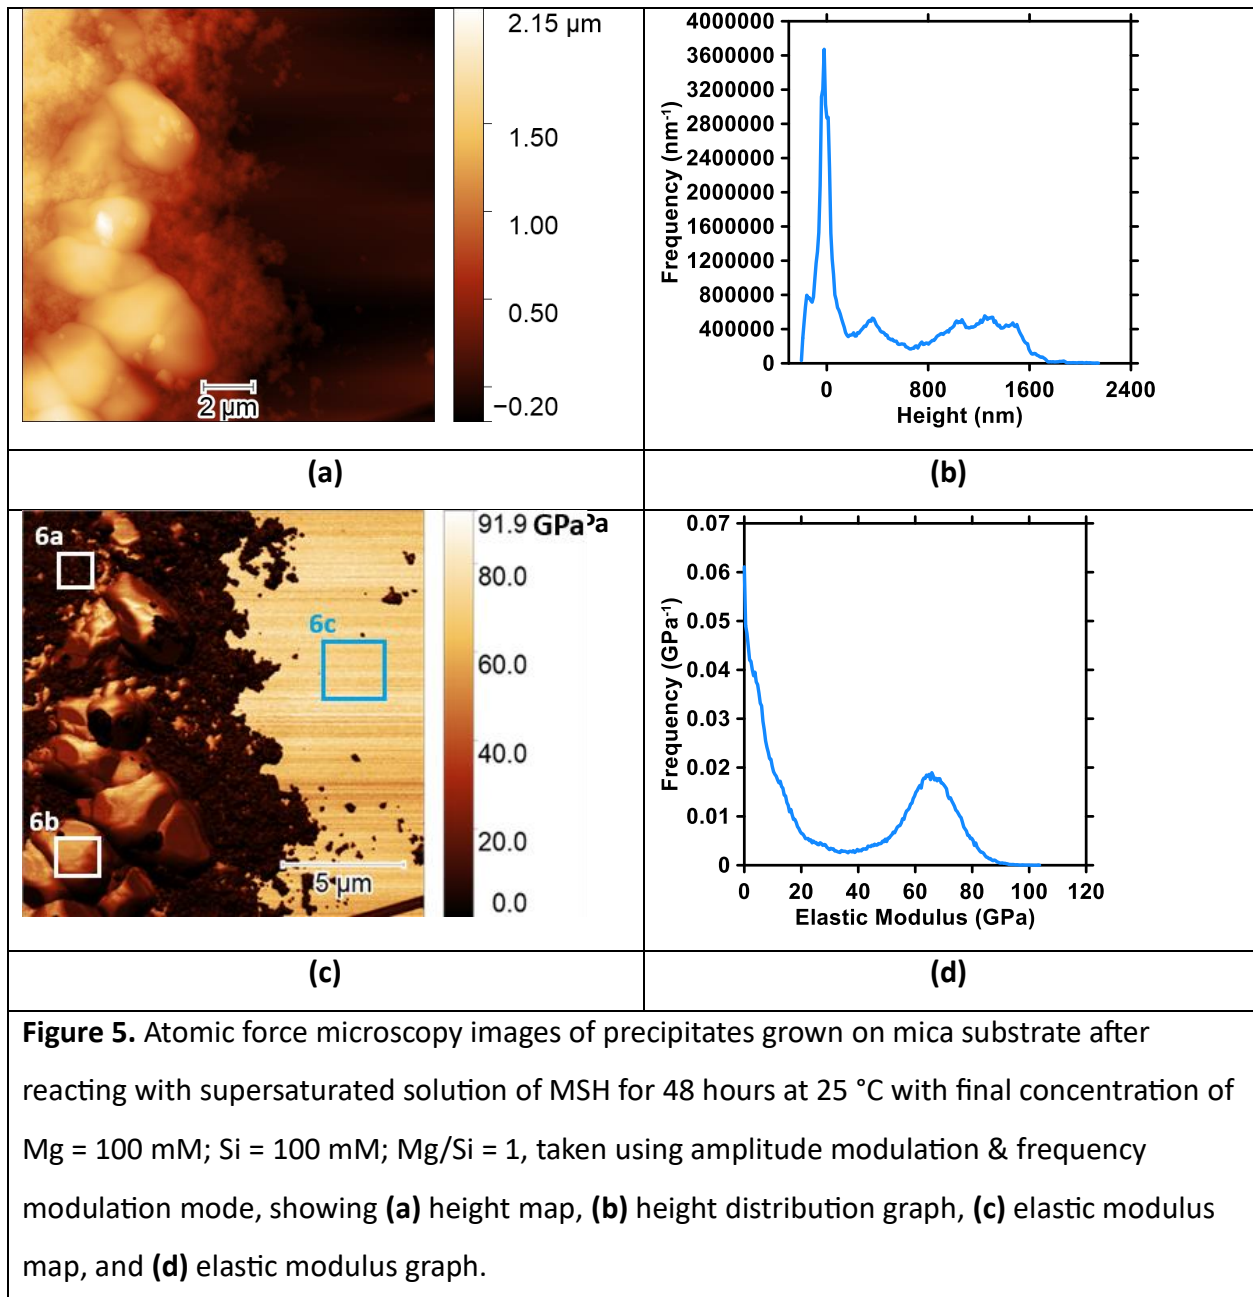 2.15 µm
1.50
1.00
0.50
−0.20
2 µm
4000000
3600000
3200000
2800000
2400000
2000000
1600000
1200000
800000
400000
0
Frequency (nm⁻¹)
0 800 1600 2400
Height (nm)
(a)
(b)
6a
6b
6c
5 µm
91.9 GPa
80.0
60.0
40.0
20.0
0.0
0.07
0.06
0.05
0.04
0.03
0.02
0.01
0
Frequency (GPa⁻¹)
0 20 40 60 80 100 120
Elastic Modulus (GPa)
(c)
(d)
Figure 5. Atomic force microscopy images of precipitates grown on mica substrate after
reacting with supersaturated solution of MSH for 48 hours at 25 °C with final concentration of
Mg = 100 mM; Si = 100 mM; Mg/Si = 1, taken using amplitude modulation & frequency
modulation mode, showing (a) height map, (b) height distribution graph, (c) elastic modulus
map, and (d) elastic modulus graph.